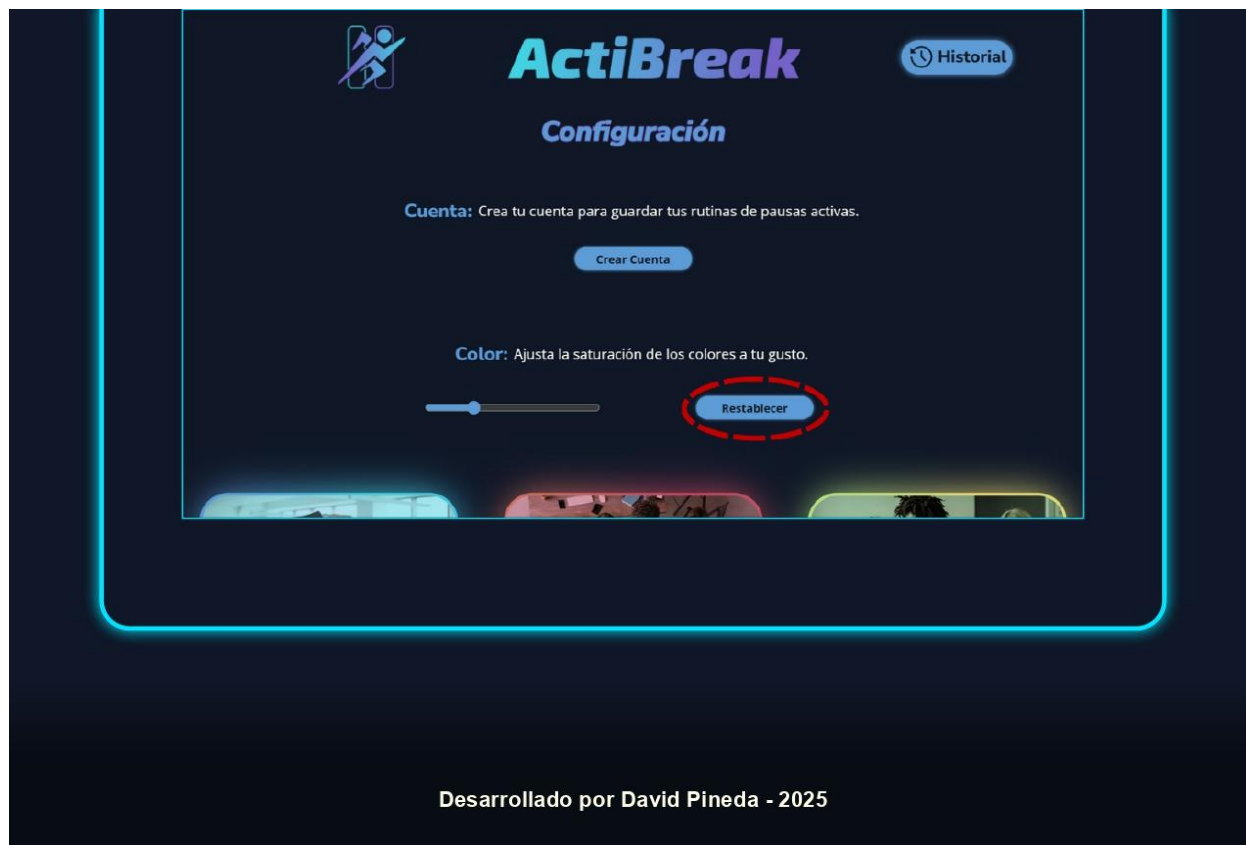 ActiBreak
Historial
Configuración
Cuenta: Crea tu cuenta para guardar tus rutinas de pausas activas.
Crear Cuenta
Color: Ajusta la saturación de los colores a tu gusto.
Restablecer
Desarrollado por David Pineda - 2025